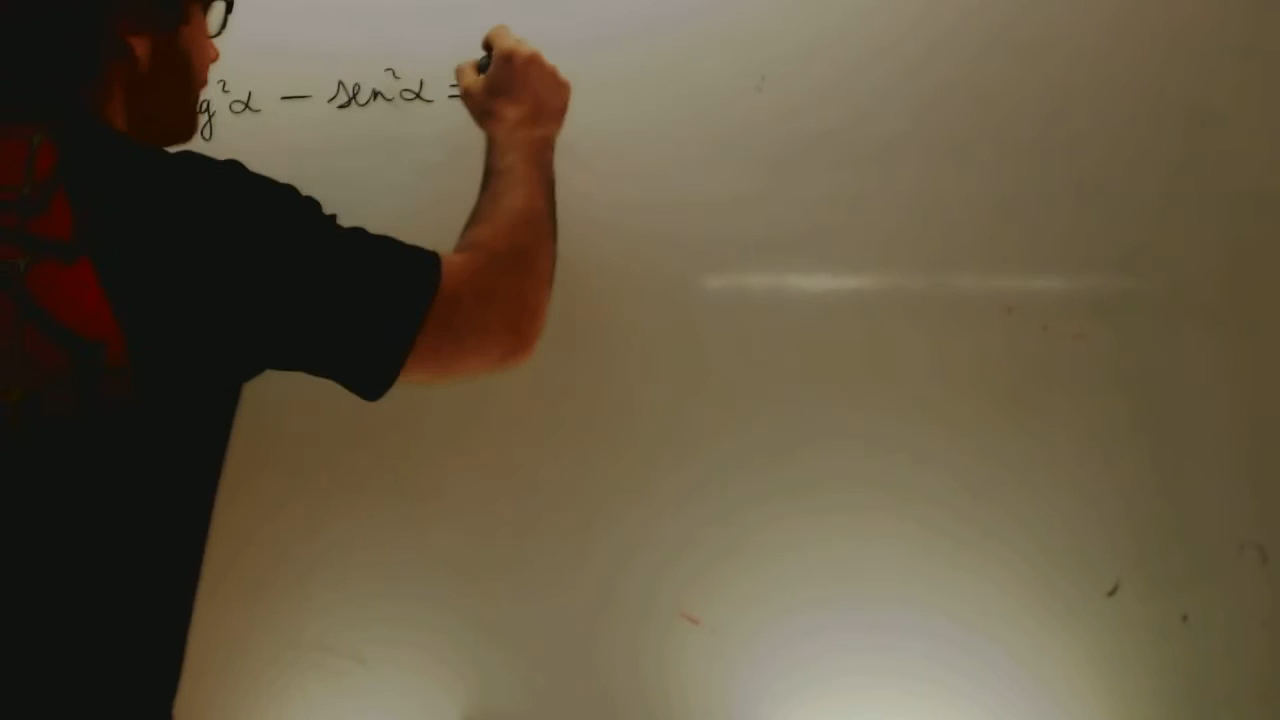 g²α − sen²α =